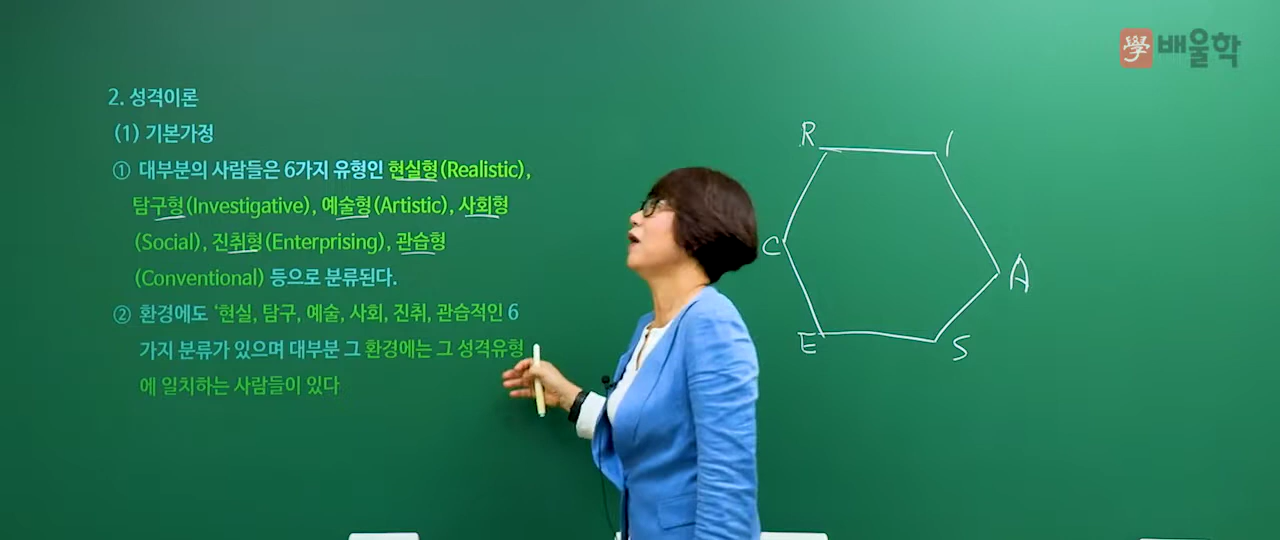 學 배울학
2. 성격이론
(1) 기본가정
① 대부분의 사람들은 6가지 유형인 현실형(Realistic),
탐구형(Investigative), 예술형(Artistic), 사회형
(Social), 진취형(Enterprising), 관습형
(Conventional) 등으로 분류된다.
② 환경에도 '현실, 탐구, 예술, 사회, 진취, 관습적인 6
가지 분류가 있으며 대부분 그 환경에는 그 성격유형
에 일치하는 사람들이 있다
R I
C A
E S